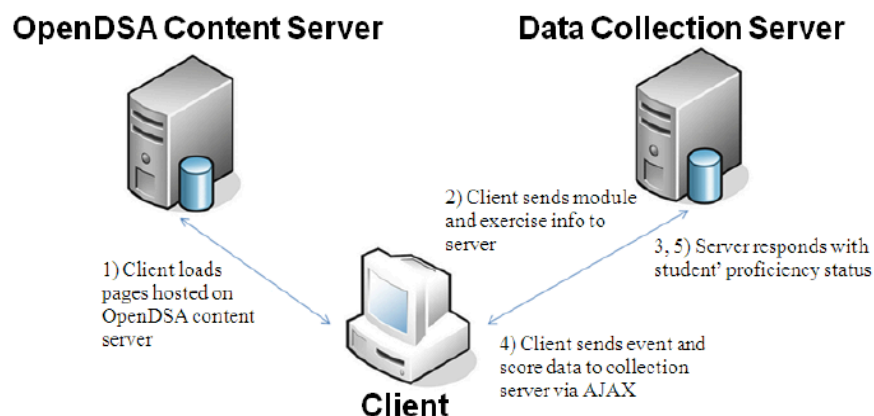 OpenDSA Content Server
Data Collection Server
1) Client loads
pages hosted on
OpenDSA content
server
2) Client sends module
and exercise info to
server
3, 5) Server responds with
student' proficiency status
4) Client sends event and
score data to collection
server via AJAX
Client